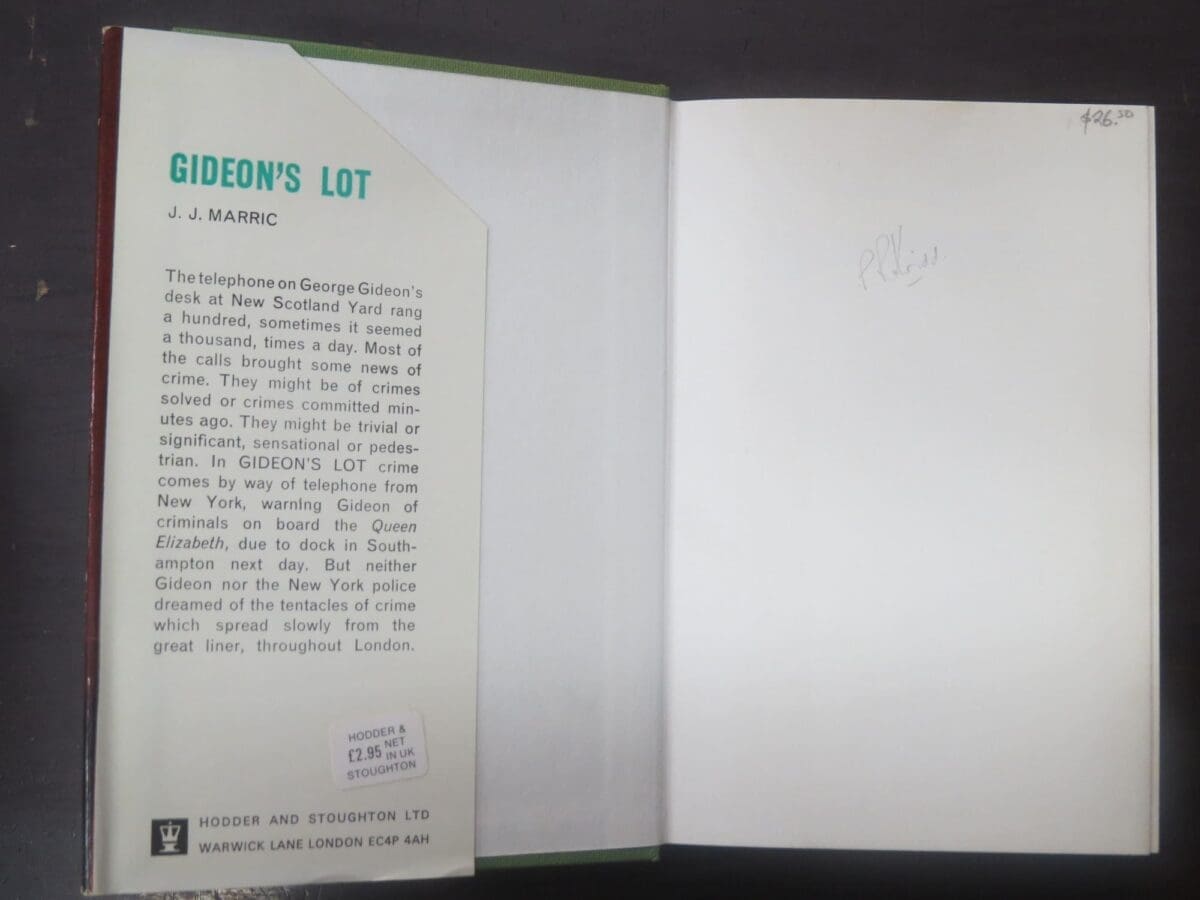 GIDEON'S LOT
J. J. MARRIC
The telephone on George Gideon's
desk at New Scotland Yard rang
a hundred, sometimes it seemed
a thousand, times a day. Most of
the calls brought some news of
crime. They might be of crimes
solved or crimes committed min-
utes ago. They might be trivial or
significant, sensational or pedes-
trian. In GIDEON'S LOT crime
comes by way of telephone from
New York, warning Gideon of
criminals on board the Queen
Elizabeth, due to dock in South-
ampton next day. But neither
Gideon nor the New York police
dreamed of the tentacles of crime
which spread slowly from the
great liner, throughout London.
HODDER &
£2.95 NET IN UK
STOUGHTON
HODDER AND STOUGHTON LTD
WARWICK LANE LONDON EC4P 4AH
$26.50